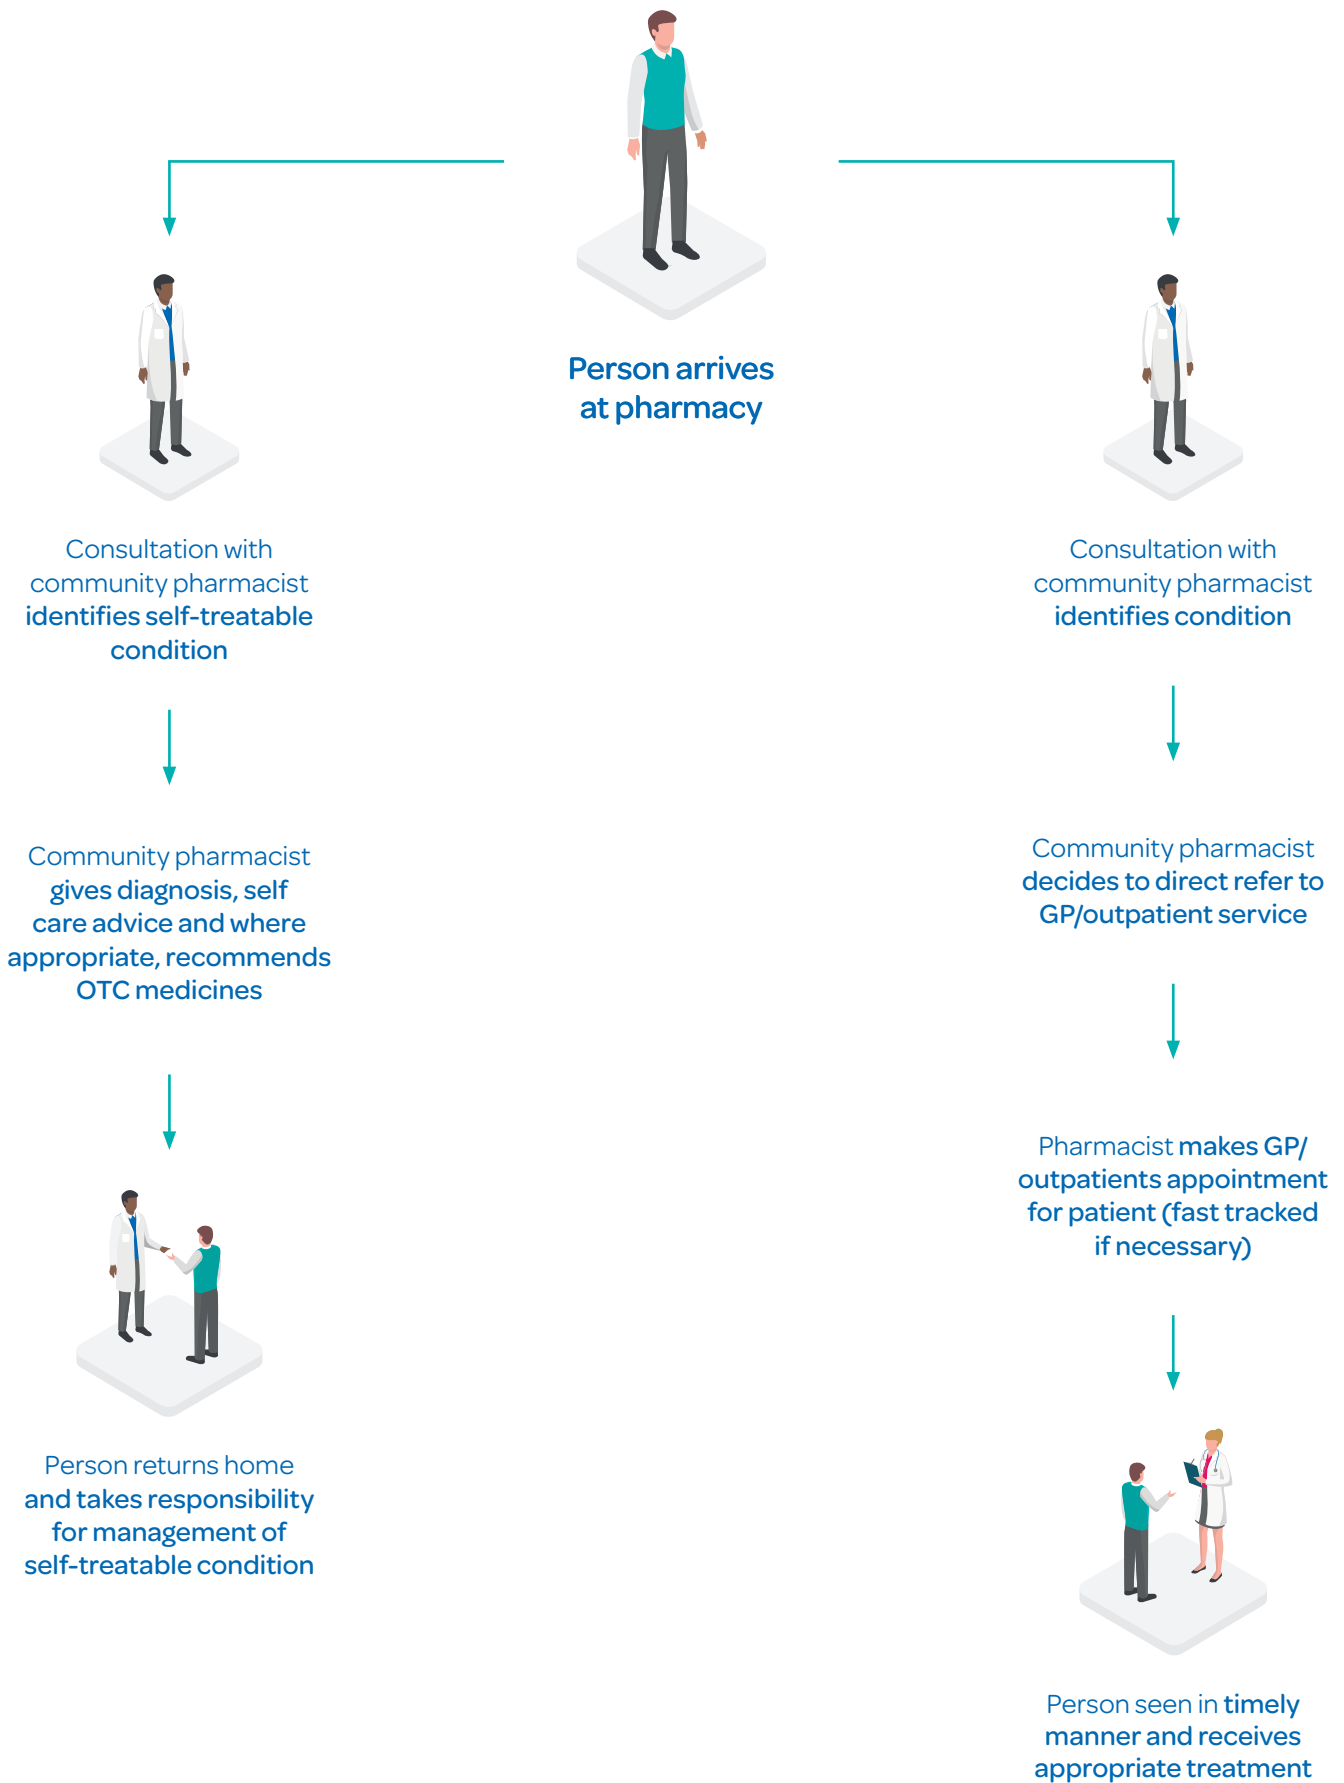 Person arrives
at pharmacy
Consultation with
community pharmacist
identifies self-treatable
condition
Community pharmacist
gives diagnosis, self
care advice and where
appropriate, recommends
OTC medicines
Person returns home
and takes responsibility
for management of
self-treatable condition
Consultation with
community pharmacist
identifies condition
Community pharmacist
decides to direct refer to
GP/outpatient service
Pharmacist makes GP/
outpatients appointment
for patient (fast tracked
if necessary)
Person seen in timely
manner and receives
appropriate treatment